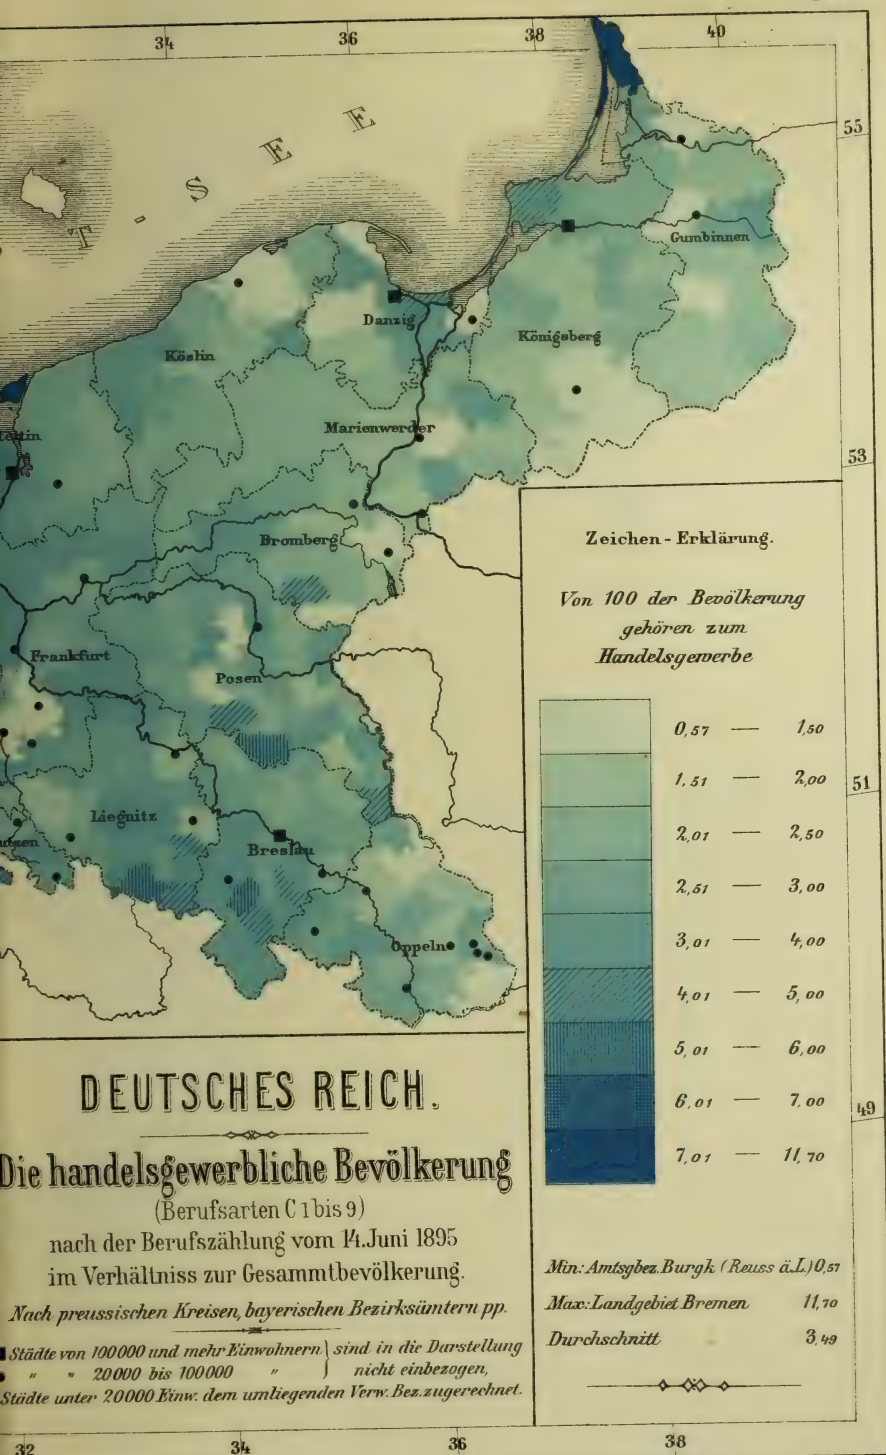 34 36 38 40
55
T - S E E
Gumbinnen
Danzig
Königsberg
Köslin
Marienwerder
53
Bromberg
Zeichen-Erklärung.
Von 100 der Bevölkerung
gehören zum
Handelsgewerbe
Frankfurt
Posen
0,57 — 1,50
1,51 — 2,00
51
2,01 — 2,50
Liegnitz
Breslau
2,51 — 3,00
3,01 — 4,00
Oppeln
4,01 — 5,00
5,01 — 6,00
6,01 — 7,00
49
7,01 — 11,70
DEUTSCHES REICH.
Die handelsgewerbliche Bevölkerung
(Berufsarten C 1 bis 9)
nach der Berufszählung vom 14. Juni 1895
im Verhältniss zur Gesammtbevölkerung.
Nach preussischen Kreisen, bayerischen Bezirksämtern pp.
Städte von 100000 und mehr Einwohnern } sind in die Darstellung
" " 20000 bis 100000 " } nicht einbezogen,
Städte unter 20000 Einw. dem umliegenden Verw. Bez. zugerechnet.
Min: Amtsgbez. Burgk (Reuss ä.L.) 0,57
Max: Landgebiet Bremen 11,70
Durchschnitt 3,49
32 34 36 38